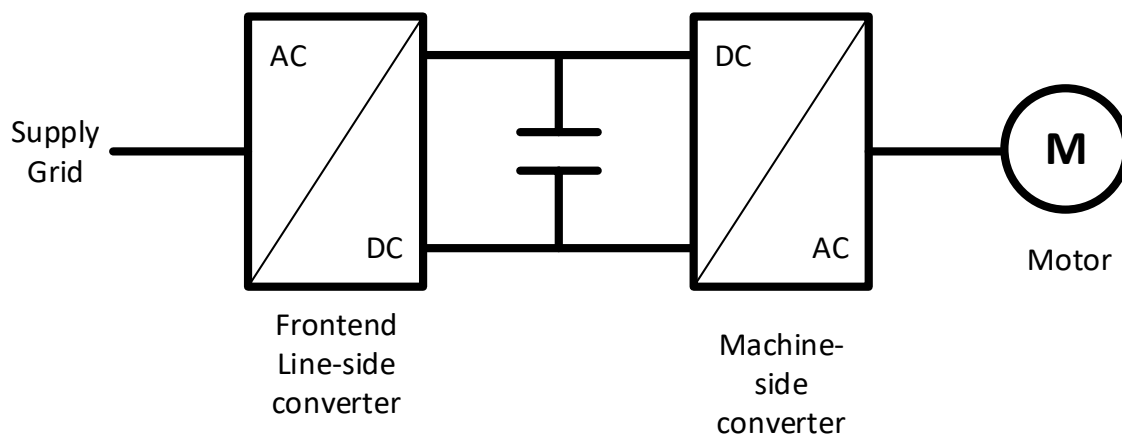 AC
DC
Supply
Grid
DC
AC
M
Motor
Frontend
Line-side
converter
Machine-
side
converter